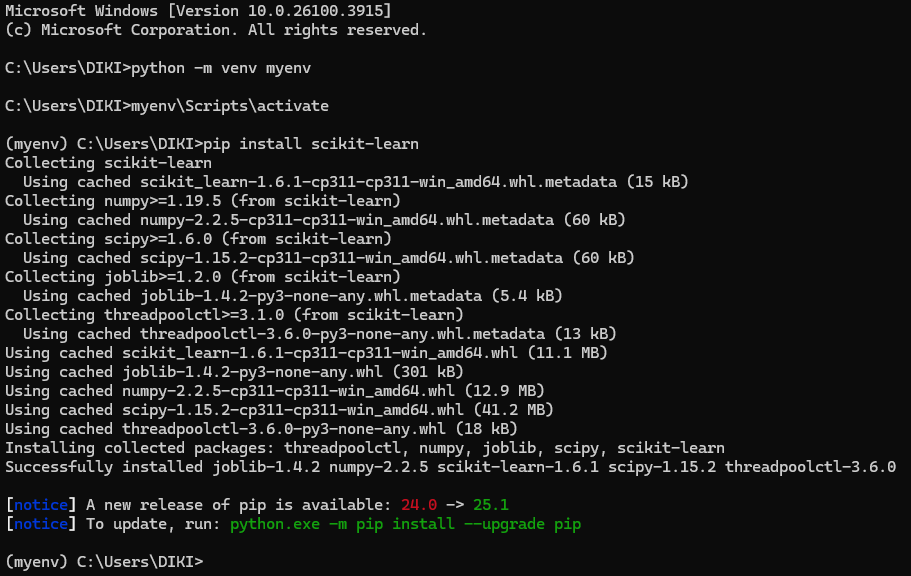 Microsoft Windows [Version 10.0.26100.3915]
(c) Microsoft Corporation. All rights reserved.
C:\Users\DIKI>python -m venv myenv
C:\Users\DIKI>myenv\Scripts\activate
(myenv) C:\Users\DIKI>pip install scikit-learn
Collecting scikit-learn
  Using cached scikit_learn-1.6.1-cp311-cp311-win_amd64.whl.metadata (15 kB)
Collecting numpy>=1.19.5 (from scikit-learn)
  Using cached numpy-2.2.5-cp311-cp311-win_amd64.whl.metadata (60 kB)
Collecting scipy>=1.6.0 (from scikit-learn)
  Using cached scipy-1.15.2-cp311-cp311-win_amd64.whl.metadata (60 kB)
Collecting joblib>=1.2.0 (from scikit-learn)
  Using cached joblib-1.4.2-py3-none-any.whl.metadata (5.4 kB)
Collecting threadpoolctl>=3.1.0 (from scikit-learn)
  Using cached threadpoolctl-3.6.0-py3-none-any.whl.metadata (13 kB)
Using cached scikit_learn-1.6.1-cp311-cp311-win_amd64.whl (11.1 MB)
Using cached joblib-1.4.2-py3-none-any.whl (301 kB)
Using cached numpy-2.2.5-cp311-cp311-win_amd64.whl (12.9 MB)
Using cached scipy-1.15.2-cp311-cp311-win_amd64.whl (41.2 MB)
Using cached threadpoolctl-3.6.0-py3-none-any.whl (18 kB)
Installing collected packages: threadpoolctl, numpy, joblib, scipy, scikit-learn
Successfully installed joblib-1.4.2 numpy-2.2.5 scikit-learn-1.6.1 scipy-1.15.2 threadpoolctl-3.6.0
[notice] A new release of pip is available: 24.0 -> 25.1
[notice] To update, run: python.exe -m pip install --upgrade pip
(myenv) C:\Users\DIKI>